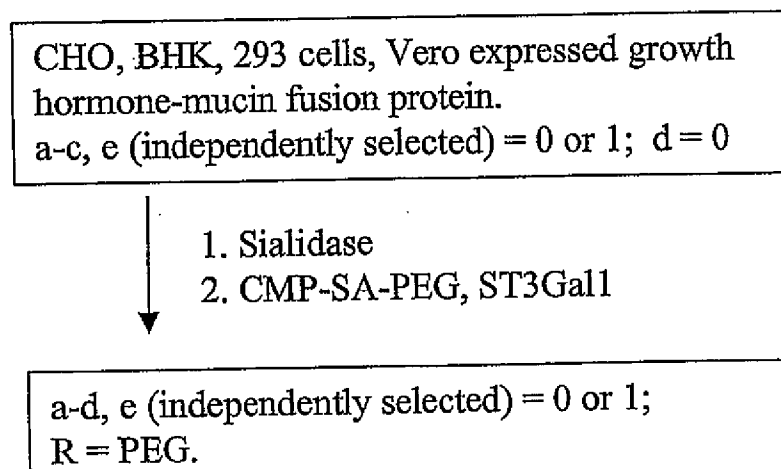 CHO, BHK, 293 cells, Vero expressed growth
hormone-mucin fusion protein.
a-c, e (independently selected) = 0 or 1; d = 0
1. Sialidase
2. CMP-SA-PEG, ST3Gal1
a-d, e (independently selected) = 0 or 1;
R = PEG.